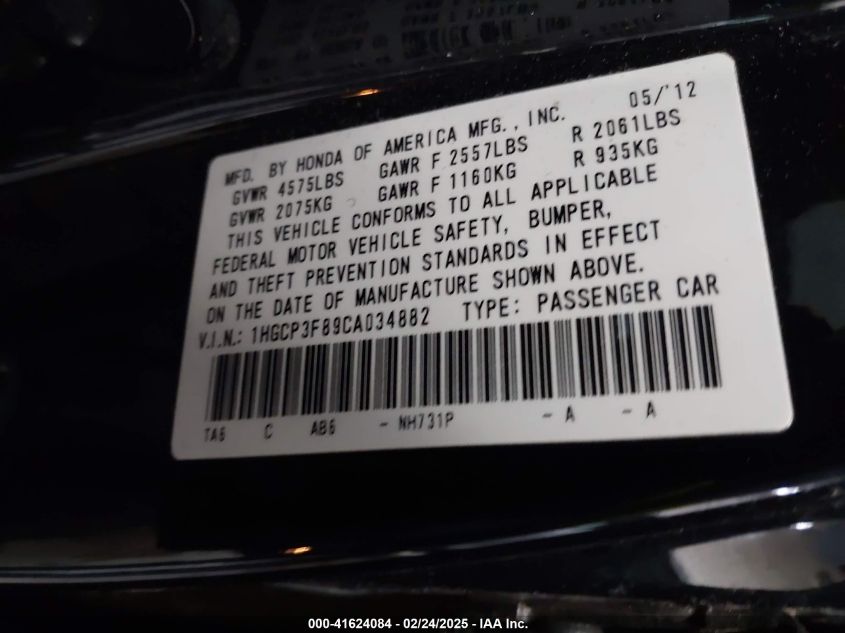 MFD. BY HONDA OF AMERICA MFG., INC. 05/'12
GVWR 4575LBS GAWR F 2557LBS R 2061LBS
GVWR 2075KG GAWR F 1160KG R 935KG
THIS VEHICLE CONFORMS TO ALL APPLICABLE
FEDERAL MOTOR VEHICLE SAFETY, BUMPER,
AND THEFT PREVENTION STANDARDS IN EFFECT
ON THE DATE OF MANUFACTURE SHOWN ABOVE.
V.I.N.: 1HGCP3F89CA034882 TYPE: PASSENGER CAR
TA6 C AB6 - NH731P - A - A
000-41624084 - 02/24/2025 - IAA Inc.